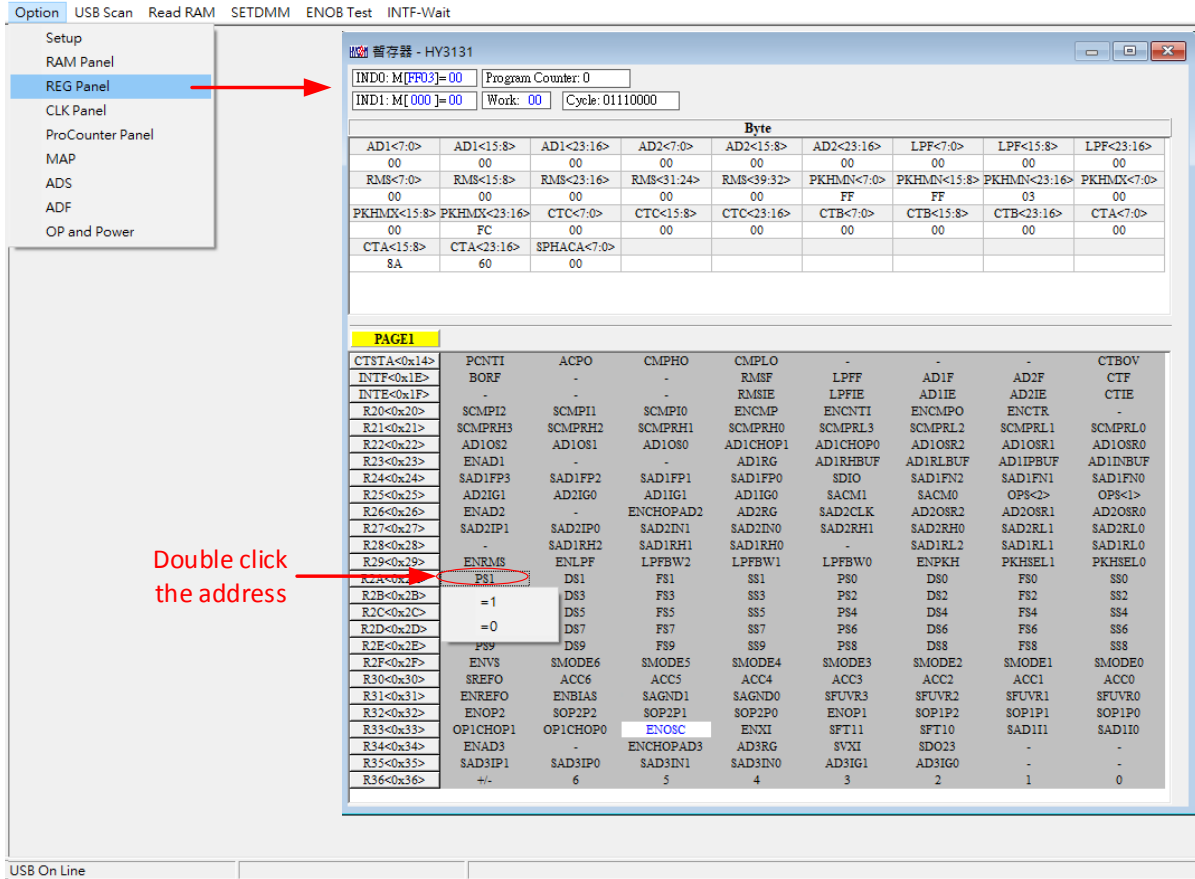 Option USB Scan Read RAM SETDMM ENOB Test INTF-Wait
Setup
RAM Panel
REG Panel
CLK Panel
ProCounter Panel
MAP
ADS
ADF
OP and Power
暫存器 - HY3131
IND0: M[FF03]= 00 Program Counter: 0
IND1: M[ 000 ]= 00 Work: 00 Cycle: 01110000
Byte
AD1<7:0> AD1<15:8> AD1<23:16> AD2<7:0> AD2<15:8> AD2<23:16> LPF<7:0> LPF<15:8> LPF<23:16>
00 00 00 00 00 00 00 00 00
RMS<7:0> RMS<15:8> RMS<23:16> RMS<31:24> RMS<39:32> PKHMN<7:0> PKHMN<15:8> PKHMN<23:16> PKHMX<7:0>
00 00 00 00 00 FF FF 03 00
PKHMX<15:8> PKHMX<23:16> CTC<7:0> CTC<15:8> CTC<23:16> CTB<7:0> CTB<15:8> CTB<23:16> CTA<7:0>
00 FC 00 00 00 00 00 00 00
CTA<15:8> CTA<23:16> SPHACA<7:0>
8A 60 00
PAGE1
CTSTA<0x14> PCNTI ACPO CMPHO CMPLO - - - CTBOV
INTF<0x1E> BORF - - RMSF LPFF AD1F AD2F CTF
INTE<0x1F> - - - RMSIE LPFIE AD1IE AD2IE CTIE
R20<0x20> SCMPI2 SCMPI1 SCMPI0 ENCMP ENCNTI ENCMPO ENCTR -
R21<0x21> SCMPRH3 SCMPRH2 SCMPRH1 SCMPRH0 SCMPRL3 SCMPRL2 SCMPRL1 SCMPRL0
R22<0x22> AD1OS2 AD1OS1 AD1OS0 AD1CHOP1 AD1CHOP0 AD1OSR2 AD1OSR1 AD1OSR0
R23<0x23> ENAD1 - - AD1RG AD1RHBUF AD1RLBUF AD1IPBUF AD1INBUF
R24<0x24> SAD1FP3 SAD1FP2 SAD1FP1 SAD1FP0 SDIO SAD1FN2 SAD1FN1 SAD1FN0
R25<0x25> AD2IG1 AD2IG0 AD1IG1 AD1IG0 SACM1 SACM0 OPS<2> OPS<1>
R26<0x26> ENAD2 - ENCHOPAD2 AD2RG SAD2CLK AD2OSR2 AD2OSR1 AD2OSR0
R27<0x27> SAD2IP1 SAD2IP0 SAD2IN1 SAD2IN0 SAD2RH1 SAD2RH0 SAD2RL1 SAD2RL0
R28<0x28> - SAD1RH2 SAD1RH1 SAD1RH0 - SAD1RL2 SAD1RL1 SAD1RL0
R29<0x29> ENRMS ENLPF LPFBW2 LPFBW1 LPFBW0 ENPKH PKHSEL1 PKHSEL0
Double click
the address
R2A<0x2 PS1 DS1 FS1 SS1 PS0 DS0 FS0 SS0
R2B<0x2B> DS3 FS3 SS3 PS2 DS2 FS2 SS2
=1
R2C<0x2C> DS5 FS5 SS5 PS4 DS4 FS4 SS4
=0
R2D<0x2D> DS7 FS7 SS7 PS6 DS6 FS6 SS6
R2E<0x2E> PS9 DS9 FS9 SS9 PS8 DS8 FS8 SS8
R2F<0x2F> ENVS SMODE6 SMODE5 SMODE4 SMODE3 SMODE2 SMODE1 SMODE0
R30<0x30> SREFO ACC6 ACC5 ACC4 ACC3 ACC2 ACC1 ACC0
R31<0x31> ENREFO ENBIAS SAGND1 SAGND0 SFUVR3 SFUVR2 SFUVR1 SFUVR0
R32<0x32> ENOP2 SOP2P2 SOP2P1 SOP2P0 ENOP1 SOP1P2 SOP1P1 SOP1P0
R33<0x33> OP1CHOP1 OP1CHOP0 ENOSC ENXI SFT11 SFT10 SAD1I1 SAD1I0
R34<0x34> ENAD3 - ENCHOPAD3 AD3RG SVXI SDO23 - -
R35<0x35> SAD3IP1 SAD3IP0 SAD3IN1 SAD3IN0 AD3IG1 AD3IG0 - -
R36<0x36> +/- 6 5 4 3 2 1 0
USB On Line